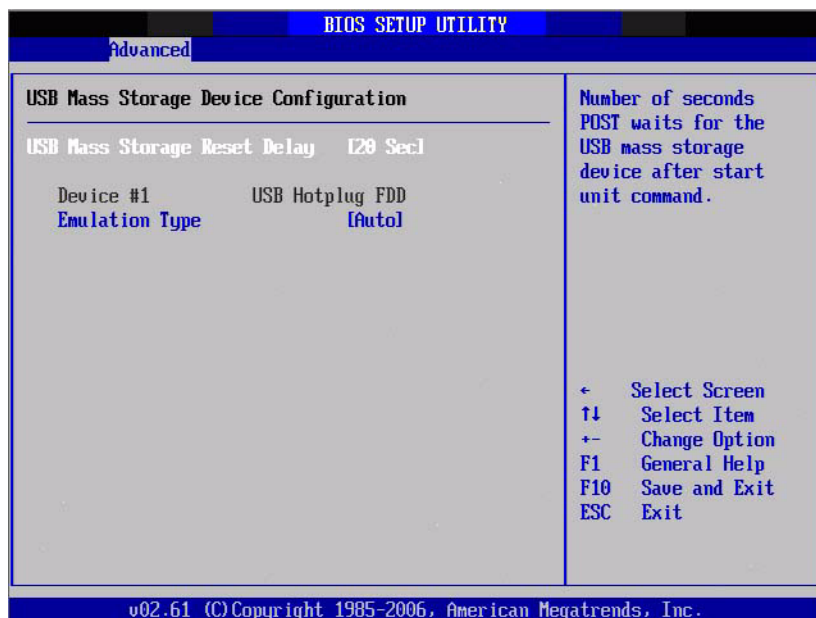 BIOS SETUP UTILITY
Advanced
USB Mass Storage Device Configuration
USB Mass Storage Reset Delay [20 Sec]
Device #1 USB Hotplug FDD
Emulation Type [Auto]
Number of seconds
POST waits for the
USB mass storage
device after start
unit command.
← Select Screen
↑↓ Select Item
+- Change Option
F1 General Help
F10 Save and Exit
ESC Exit
v02.61 (C)Copyright 1985-2006, American Megatrends, Inc.